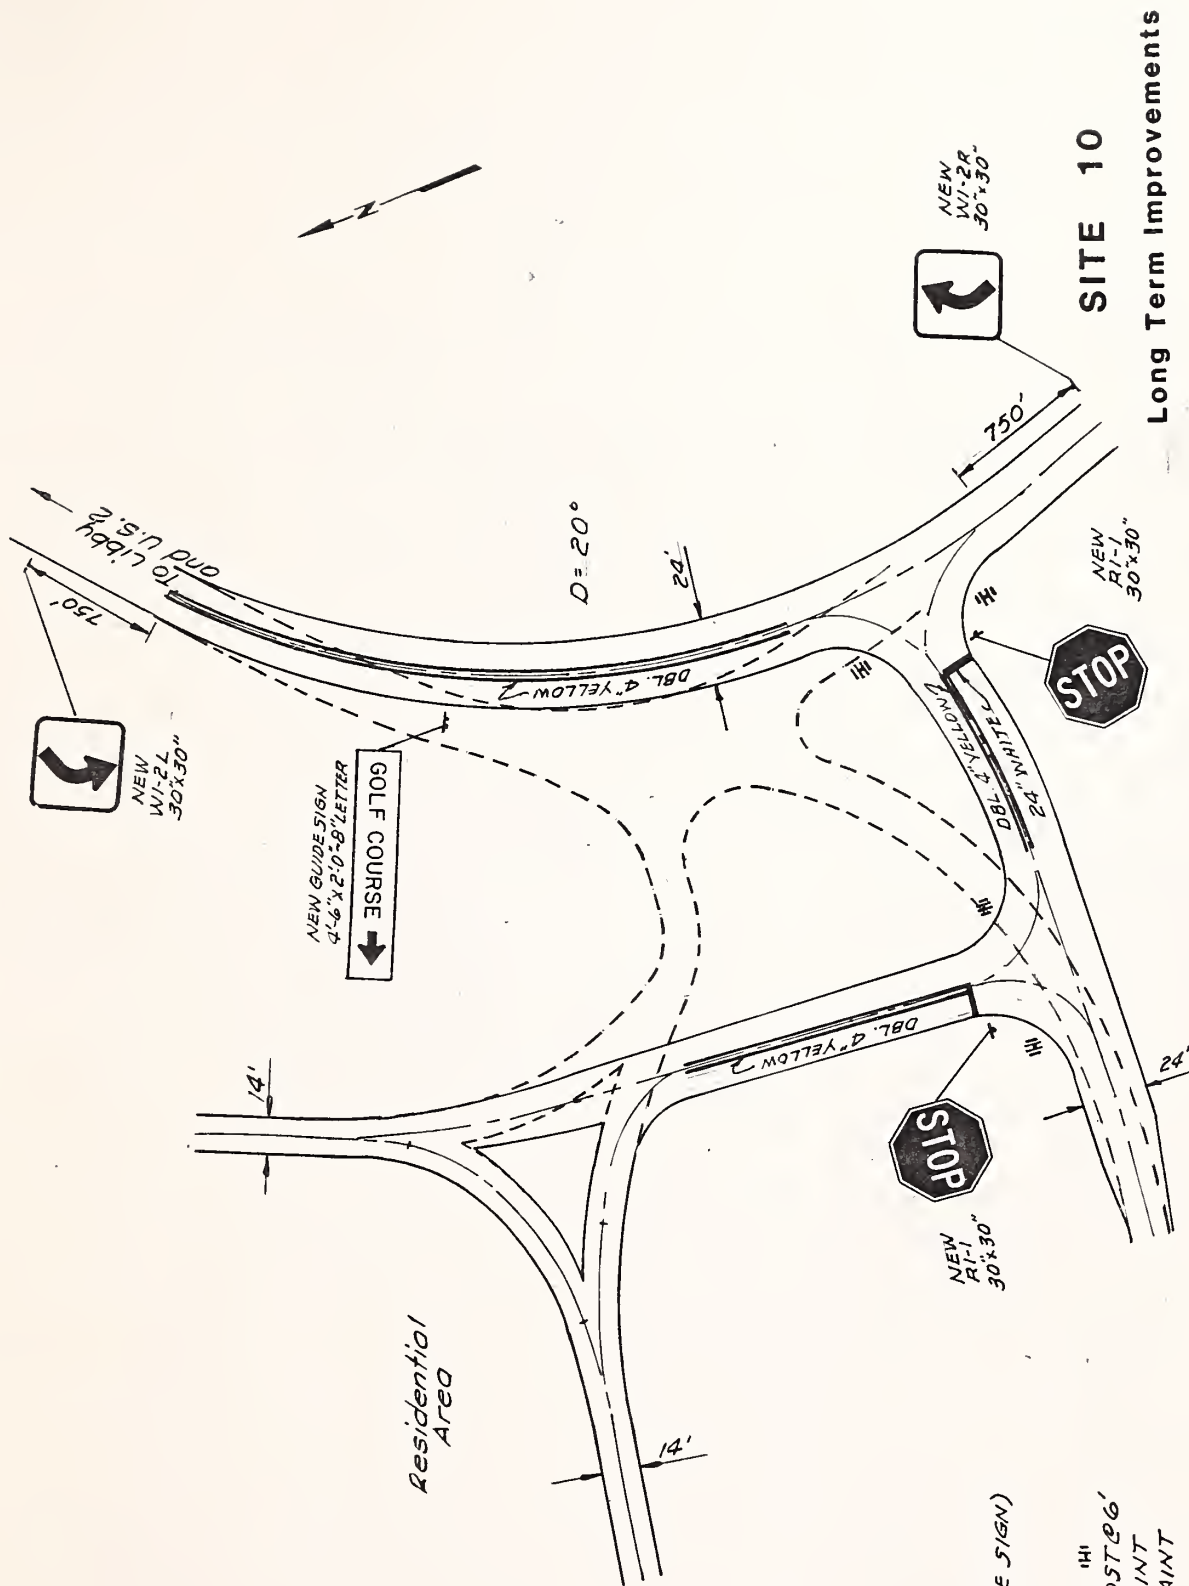 SITE 10
Long Term Improvements
N
To Libby
and U.S. 2
750'
NEW
W1-2L
30"x30"
NEW GUIDE SIGN
4'-6"x2'-0"-8"LETTER
GOLF COURSE
DBL. 4" YELLOW
D = 20°
24'
NEW
W1-2R
30"x30"
750'
NEW
R1-1
30"x30"
STOP
DBL. 4" YELLOW
24" WHITE
DBL. 4" YELLOW
STOP
NEW
R1-1
30"x30"
24'
14'
14'
Residential
Area
SIGN)
@6'